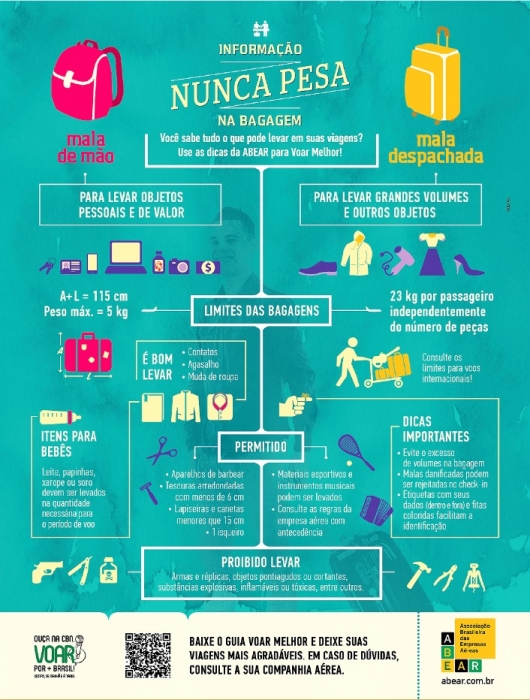 INFORMAÇÃO
NUNCA PESA
NA BAGAGEM
Você sabe tudo o que pode levar em suas viagens?
Use as dicas da ABEAR para Voar Melhor!
mala
de mão
mala
despachada
PARA LEVAR OBJETOS
PESSOAIS E DE VALOR
PARA LEVAR GRANDES VOLUMES
E OUTROS OBJETOS
$
A+L = 115 cm
Peso máx. = 5 kg
LIMITES DAS BAGAGENS
23 kg por passageiro
independentemente
do número de peças
A
L
É BOM
LEVAR
• Contatos
• Agasalho
• Muda de roupa
Consulte os
limites para voos
internacionais!
ITENS PARA
BEBÊS
Leite, papinhas,
xarope ou soro
devem ser levados
na quantidade
necessária para
o período de voo
PERMITIDO
• Aparelhos de barbear
• Tesouras arredondadas
com menos de 6 cm
• Lapiseiras e canetas
menores que 15 cm
• 1 isqueiro
• Materiais esportivos e
instrumentos musicais
podem ser levados
• Consulte as regras da
empresa aérea com
antecedência
DICAS
IMPORTANTES
• Evite o excesso
de volumes na bagagem
• Malas danificadas podem
ser rejeitadas no check-in
• Etiquetas com seus
dados (dentro e fora) e fitas
coloridas facilitam a
identificação
PROIBIDO LEVAR
Armas e réplicas, objetos pontiagudos ou cortantes,
substâncias explosivas, inflamáveis ou tóxicas, entre outros.
OUÇA NA CBN
VOAR
POR + BRASIL!
BAIXE O GUIA VOAR MELHOR E DEIXE SUAS
VIAGENS MAIS AGRADÁVEIS. EM CASO DE DÚVIDAS,
CONSULTE A SUA COMPANHIA AÉREA.
Associação
Brasileira
das Empresas
Aéreas
ABEAR
abear.com.br